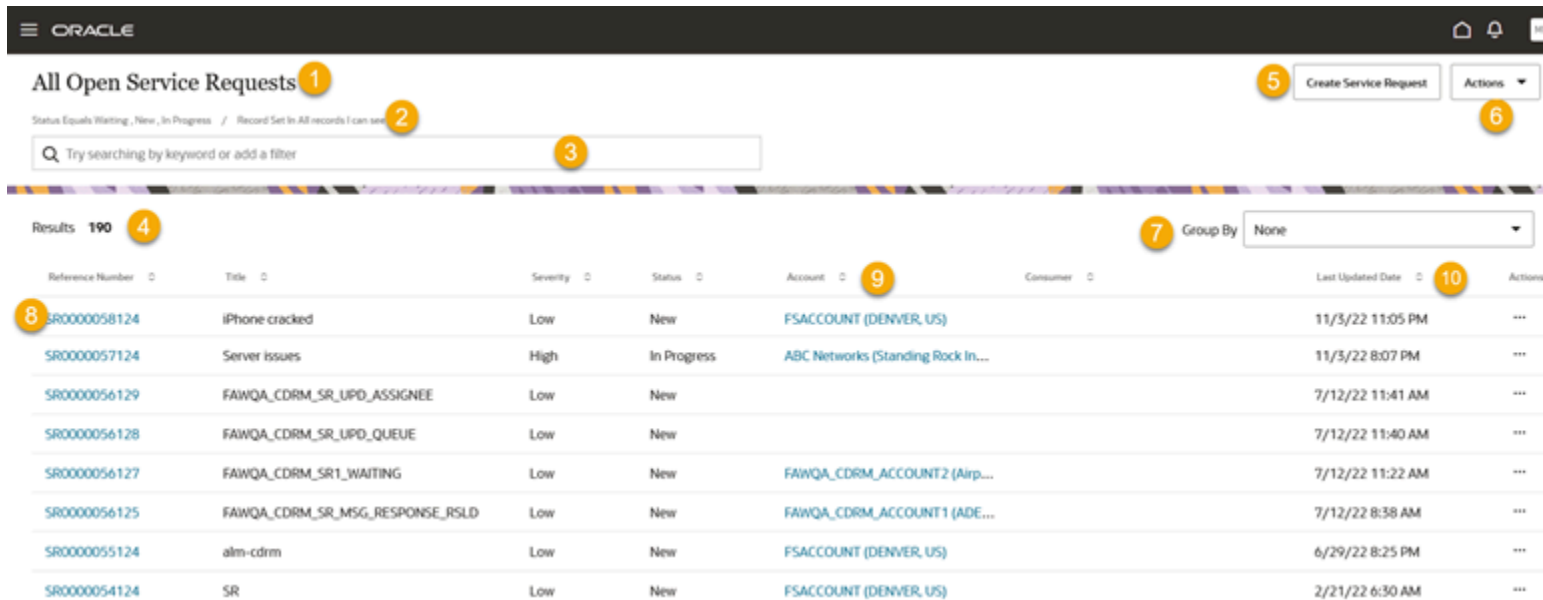 ORACLE
All Open Service Requests 1
5 Create Service Request Actions
6
Status Equals Waiting , New , In Progress / Record Set In All records I can see 2
Try searching by keyword or add a filter 3
Results 190 4
7 Group By None
Reference Number Title Severity Status Account 9 Consumer Last Updated Date 10 Actions
8 SR0000058124 iPhone cracked Low New FSACCOUNT (DENVER, US) 11/3/22 11:05 PM ...
SR0000057124 Server issues High In Progress ABC Networks (Standing Rock In... 11/3/22 8:07 PM ...
SR0000056129 FAWQA_CDRM_SR_UPD_ASSIGNEE Low New 7/12/22 11:41 AM ...
SR0000056128 FAWQA_CDRM_SR_UPD_QUEUE Low New 7/12/22 11:40 AM ...
SR0000056127 FAWQA_CDRM_SR1_WAITING Low New FAWQA_CDRM_ACCOUNT2 (Airp... 7/12/22 11:22 AM ...
SR0000056125 FAWQA_CDRM_SR_MSG_RESPONSE_RSLD Low New FAWQA_CDRM_ACCOUNT1 (ADE... 7/12/22 8:38 AM ...
SR0000055124 alm-cdrm Low New FSACCOUNT (DENVER, US) 6/29/22 8:25 PM ...
SR0000054124 SR Low New FSACCOUNT (DENVER, US) 2/21/22 6:30 AM ...